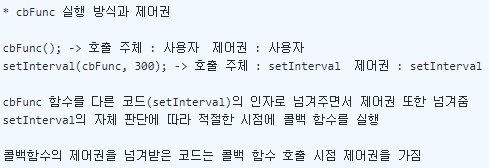 * cbFunc 실행 방식과 제어권
cbFunc(); -> 호출 주체 : 사용자  제어권 : 사용자
setInterval(cbFunc, 300); -> 호출 주체 : setInterval  제어권 : setInterval
cbFunc 함수를 다른 코드(setInterval)의 인자로 넘겨주면서 제어권 또한 넘겨줌
setInterval의 자체 판단에 따라 적절한 시점에 콜백 함수를 실행
콜백함수의 제어권을 넘겨받은 코드는 콜백 함수 호출 시점 제어권을 가짐